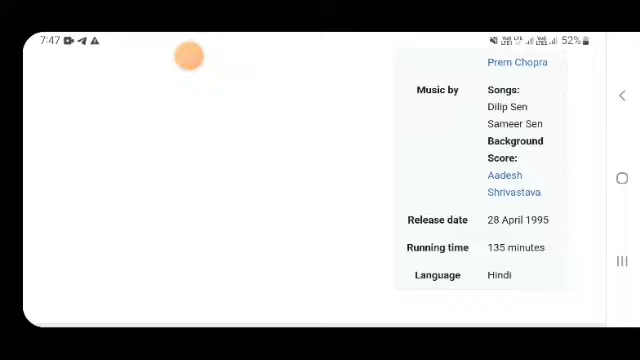 7:47 52%
Prem Chopra
Music by Songs:
Dilip Sen
Sameer Sen
Background
Score:
Aadesh
Shrivastava
Release date 28 April 1995
Running time 135 minutes
Language Hindi